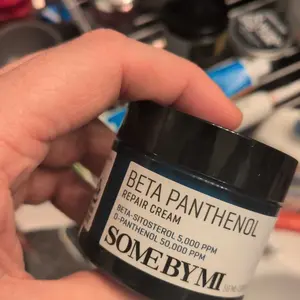 BETA PANTHENOL
REPAIR CREAM
BETA-SITOSTEROL 5,000 PPM
D-PANTHENOL 50,000 PPM
SOME BY MI